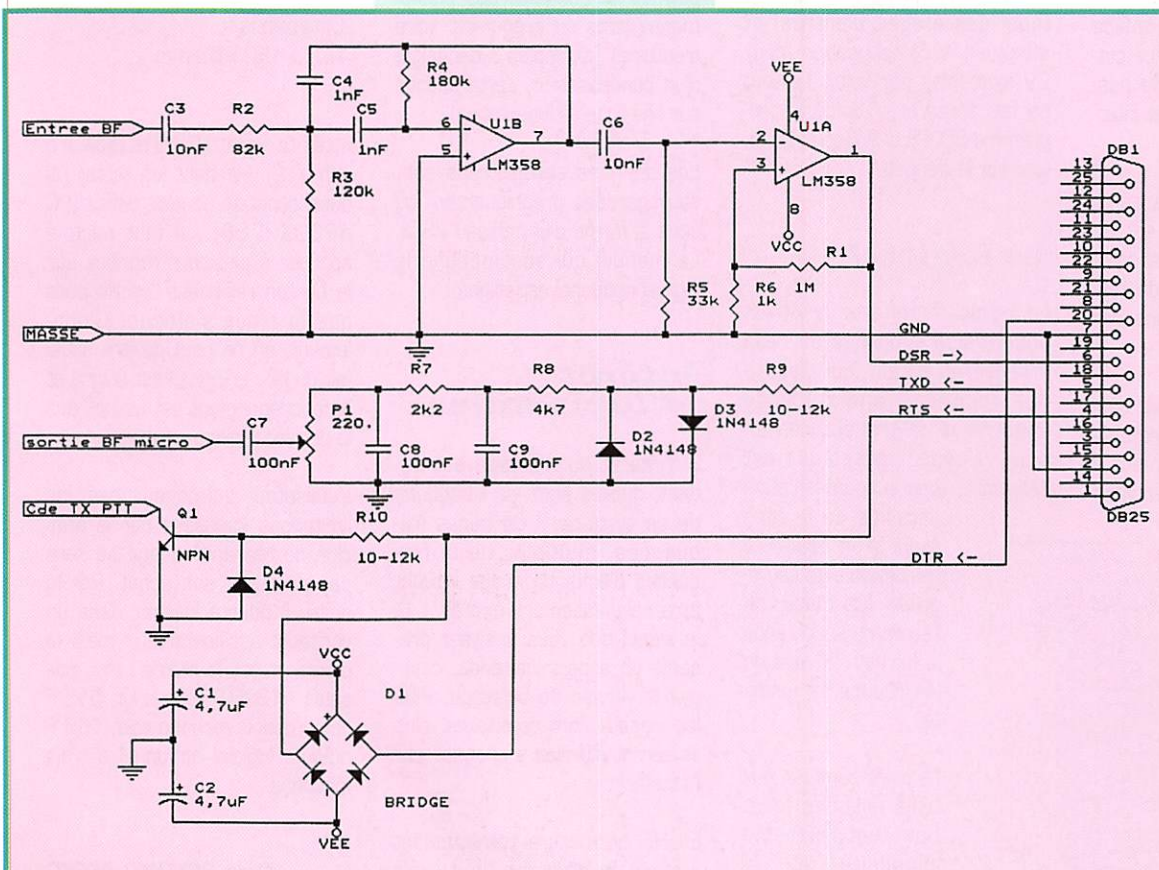 C4
1nF
R4
180k
C3
10nF
R2
82k
C5
1nF
Entree BF
6
5
7
U1B
LM358
C6
10nF
VEE
4
2
3
1
8
U1A
LM358
VCC
R3
120k
R5
33k
R6
1k
R1
1M
MASSE
GND
DSR ->
TXD <-
RTS <-
DTR <-
DB1
13
25
12
24
11
23
10
22
9
21
8
20
7
19
6
18
5
17
4
16
3
15
2
14
1
DB25
R7
2k2
R8
4k7
R9
10-12k
P1
220.
sortie BF micro
C7
100nF
C8
100nF
C9
100nF
D2
1N4148
D3
1N4148
Cde TX PTT
Q1
NPN
R10
10-12k
D4
1N4148
VCC
C1
4,7uF
C2
4,7uF
D1
BRIDGE
VEE